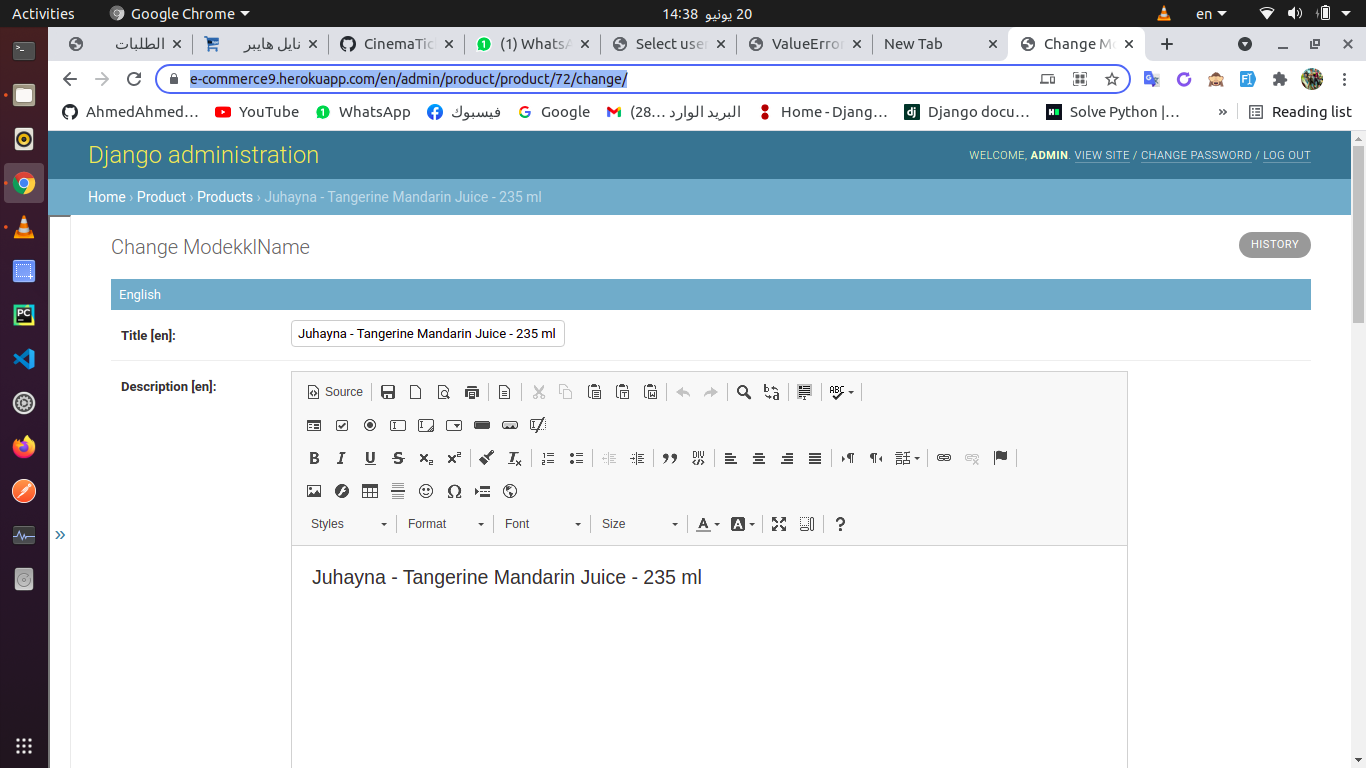 Activities Google Chrome 20 يونيو 14:38 en
الطلبات نايل هايبر CinemaTic (1) WhatsA Select user ValueError New Tab Change Mo
e-commerce9.herokuapp.com/en/admin/product/product/72/change/
AhmedAhmed… YouTube WhatsApp فيسبوك Google البريد الوارد (28… Home - Djang… Django docu… Solve Python |… » Reading list
Django administration WELCOME, ADMIN. VIEW SITE / CHANGE PASSWORD / LOG OUT
Home › Product › Products › Juhayna - Tangerine Mandarin Juice - 235 ml
Change ModekklName HISTORY
English
Title [en]: Juhayna - Tangerine Mandarin Juice - 235 ml
Description [en]: Source
Styles Format Font Size
»
Juhayna - Tangerine Mandarin Juice - 235 ml